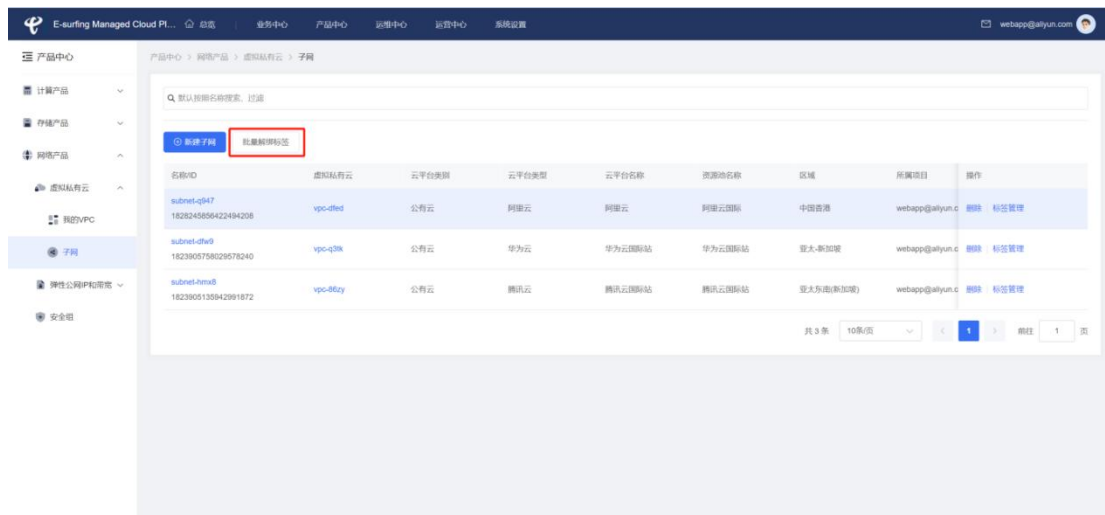 E-surfing Managed Cloud Pl... 总览 业务中心 产品中心 运维中心 运营中心 系统设置 webapp@aliyun.com
产品中心
产品中心 > 网络产品 > 虚拟私有云 > 子网
计算产品
默认按照名称搜索、过滤
存储产品
新建子网 批量解绑标签
网络产品
名称/ID 虚拟私有云 云平台类别 云平台类型 云平台名称 资源池名称 区域 所属项目 操作
虚拟私有云
subnet-q947
1828245856422494208
vpc-dfed 公有云 阿里云 阿里云 阿里云国际 中国香港 webapp@aliyun.c 删除 标签管理
我的VPC
subnet-dfw9
1823905758029578240
vpc-q3tk 公有云 华为云 华为云国际站 华为云国际站 亚太-新加坡 webapp@aliyun.c 删除 标签管理
子网
subnet-hmx8
1823905135942991872
vpc-86zy 公有云 腾讯云 腾讯云国际站 腾讯云国际站 亚太东南(新加坡) webapp@aliyun.c 删除 标签管理
弹性公网IP和带宽
安全组
共 3 条 10条/页 1 前往 1 页